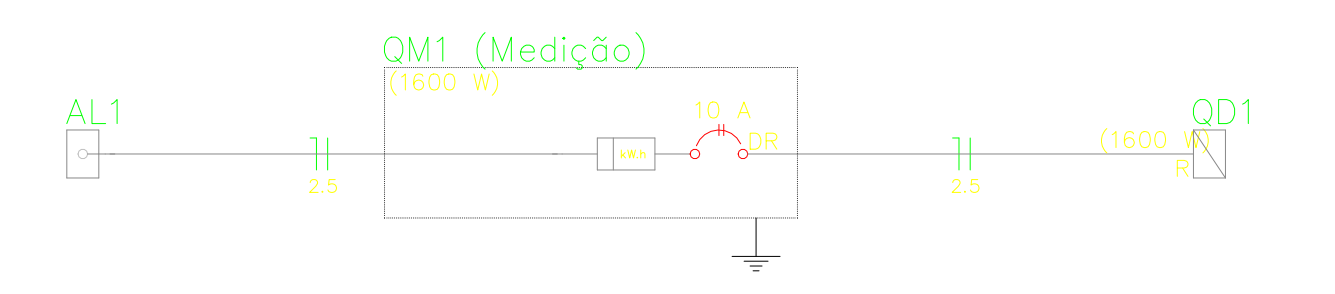 QM1 (Medição)
(1600 W)
AL1
10 A
QD1
DR
(1600 W)
kW.h
R
2.5
2.5